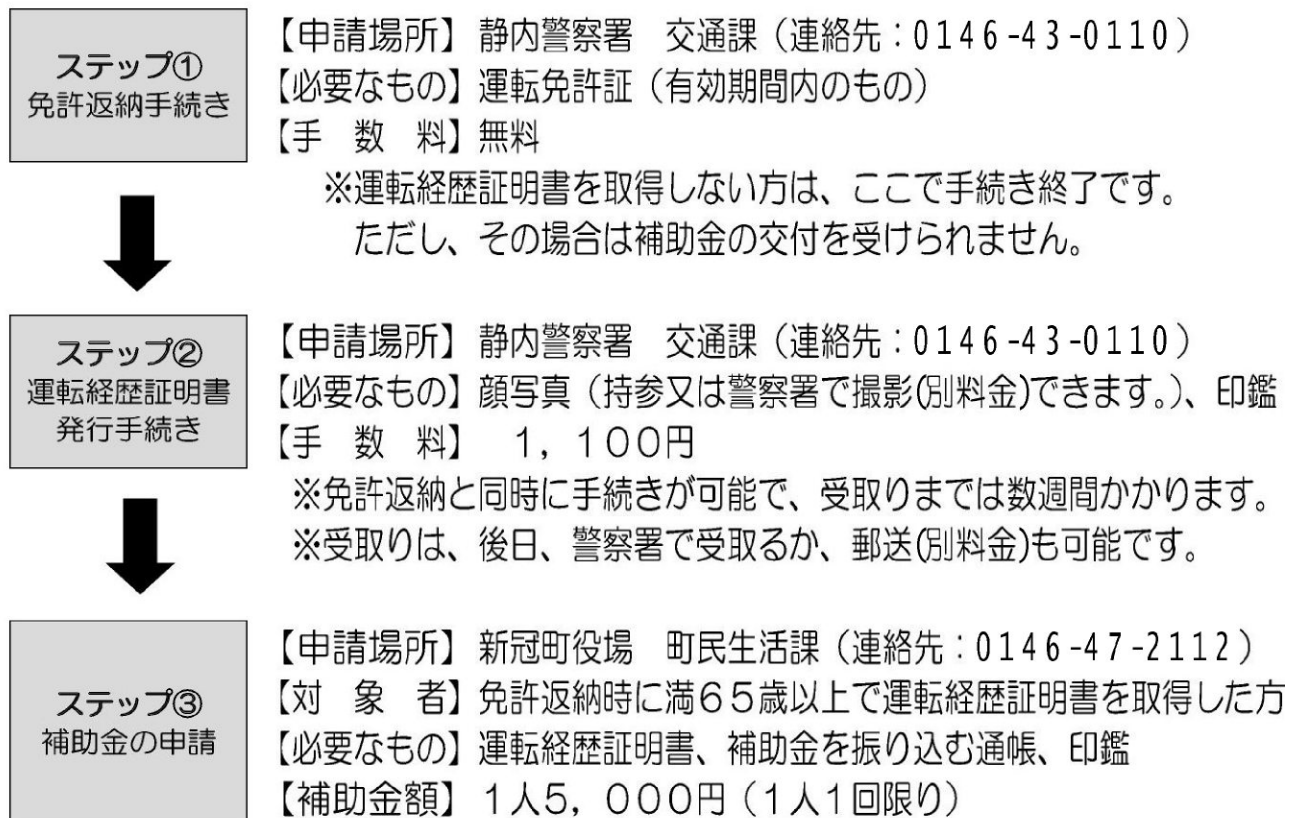 ステップ①
免許返納手続き
【申請場所】静内警察署　交通課（連絡先：0146-43-0110）
【必要なもの】運転免許証（有効期間内のもの）
【手　数　料】無料
※運転経歴証明書を取得しない方は、ここで手続き終了です。
ただし、その場合は補助金の交付を受けられません。
ステップ②
運転経歴証明書
発行手続き
【申請場所】静内警察署　交通課（連絡先：0146-43-0110）
【必要なもの】顔写真（持参又は警察署で撮影(別料金)できます。）、印鑑
【手　数　料】　１，１００円
※免許返納と同時に手続きが可能で、受取りまでは数週間かかります。
※受取りは、後日、警察署で受取るか、郵送(別料金)も可能です。
ステップ③
補助金の申請
【申請場所】新冠町役場　町民生活課（連絡先：0146-47-2112）
【対　象　者】免許返納時に満６５歳以上で運転経歴証明書を取得した方
【必要なもの】運転経歴証明書、補助金を振り込む通帳、印鑑
【補助金額】１人５，０００円（１人１回限り）